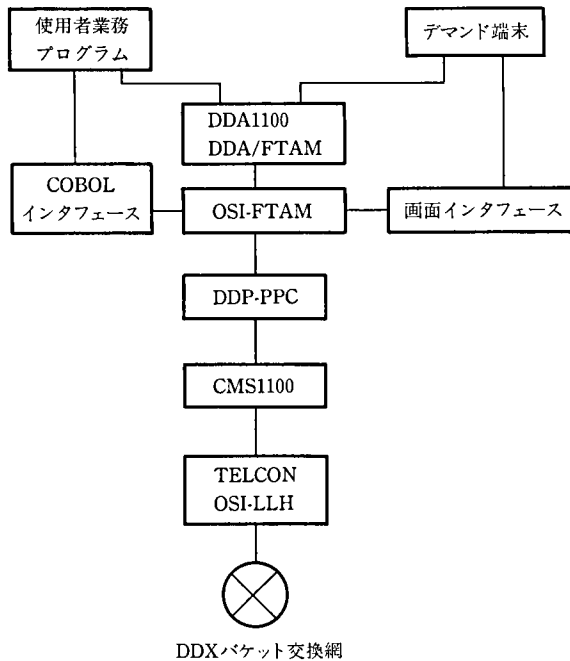 使用者業務
プログラム
デマンド端末
DDA1100
DDA/FTAM
COBOL
インタフェース
OSI-FTAM
画面インタフェース
DDP-PPC
CMS1100
TELCON
OSI-LLH
DDXパケット交換網